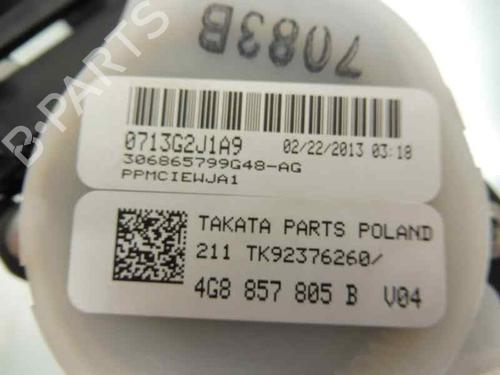 7083B
B-PARTS
0713G2J1A9 02/22/2013 03:18
306865799G48-AG
PPMCIEWJA1
TAKATA PARTS POLAND
211 TK92376260/
4G8 857 805 B V04